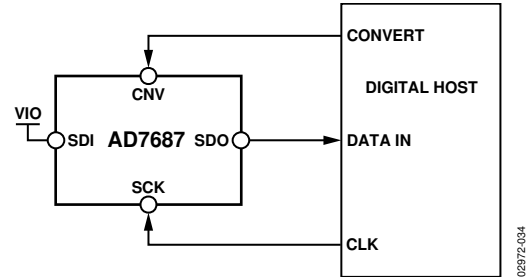 CONVERT
CNV
DIGITAL HOST
VIO
SDI AD7687 SDO
DATA IN
SCK
CLK
02972-034